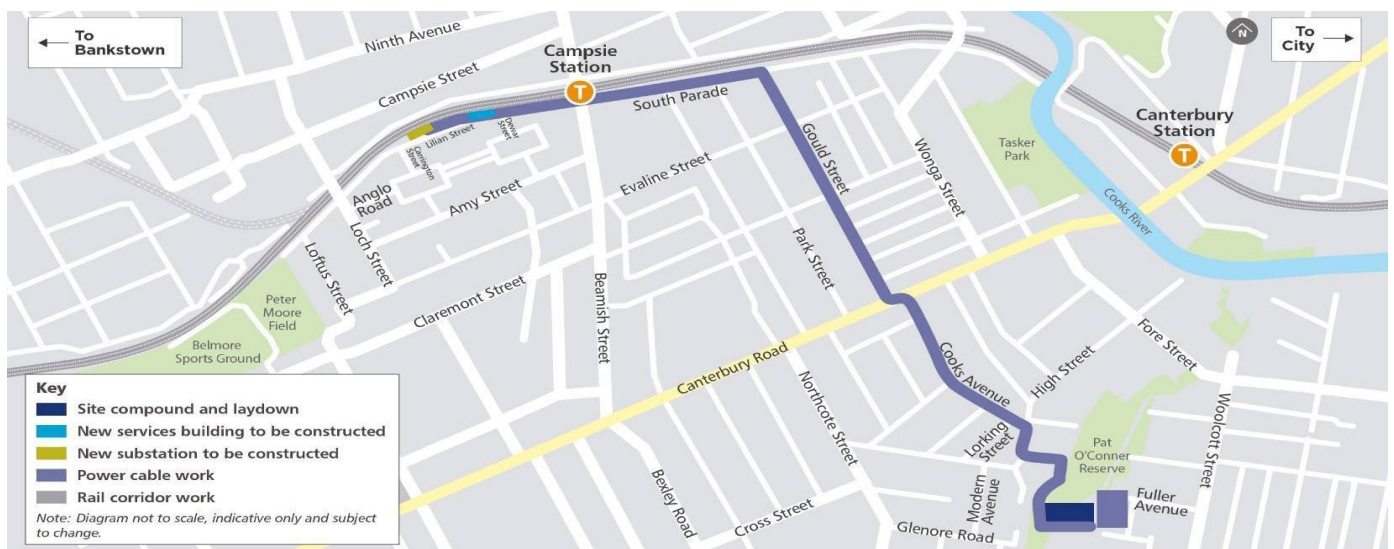 To
Bankstown
Ninth Avenue
Campsie Street
Campsie
Station
T
N
To
City
Canterbury
Station
T
Tasker
Park
Cooks River
South Parade
Dewar
Street
Lilian Street
Carrington
Street
Anglo
Road
Amy Street
Evaline Street
Gould Street
Wonga Street
Loch Street
Loftus Street
Park Street
Claremont Street
Beamish Street
Peter
Moore
Field
Belmore
Sports Ground
Canterbury Road
Cooks Avenue
High Street
Fore Street
Northcote Street
Woolcott Street
Lorking
Street
Pat
O'Conner
Reserve
Modern
Avenue
Fuller
Avenue
Bexley Road
Cross Street
Glenore Road
Key
Site compound and laydown
New services building to be constructed
New substation to be constructed
Power cable work
Rail corridor work
Note: Diagram not to scale, indicative only and subject
to change.